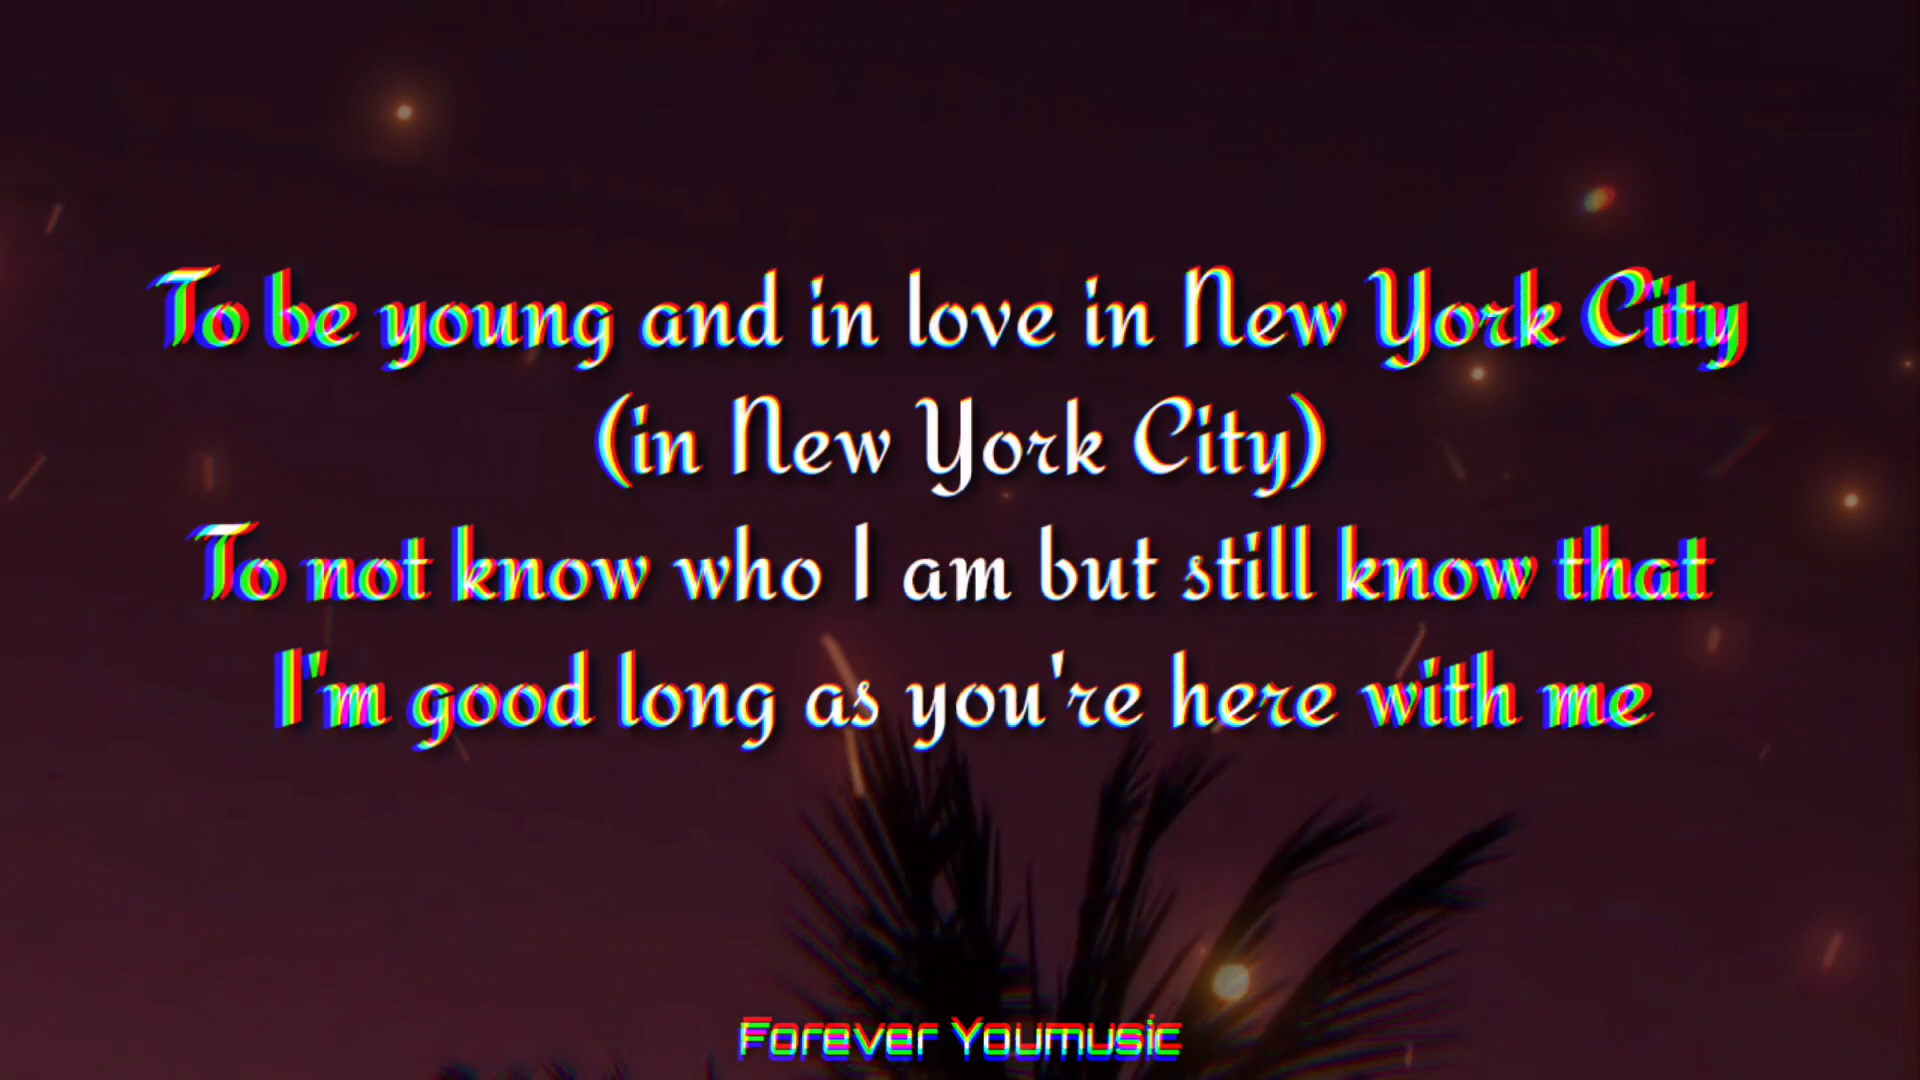 To be young and in love in New York City
(in New York City)
To not know who I am but still know that
I'm good long as you're here with me
Forever Youmusic